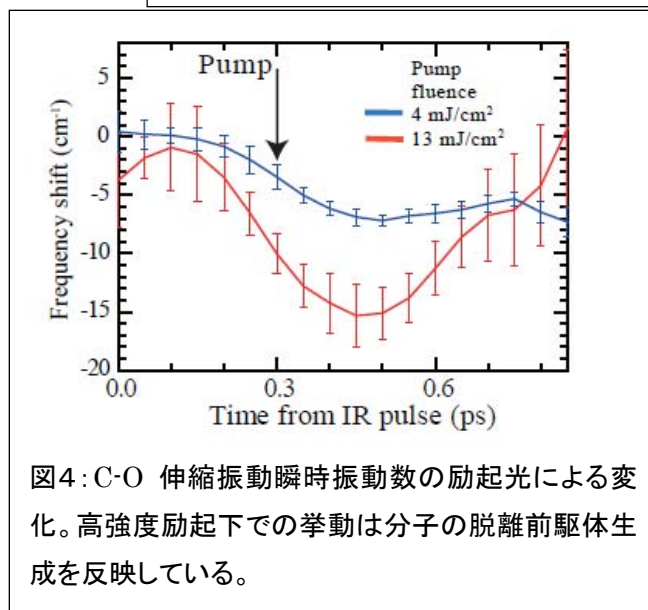 Pump
Pump
fluence
4 mJ/cm²
13 mJ/cm²
5
0
-5
-10
-15
-20
Frequency shift (cm⁻¹)
0.0
0.3
0.6
Time from IR pulse (ps)
図4：C-O 伸縮振動瞬時振動数の励起光による変
化。高強度励起下での挙動は分子の脱離前駆体生
成を反映している。